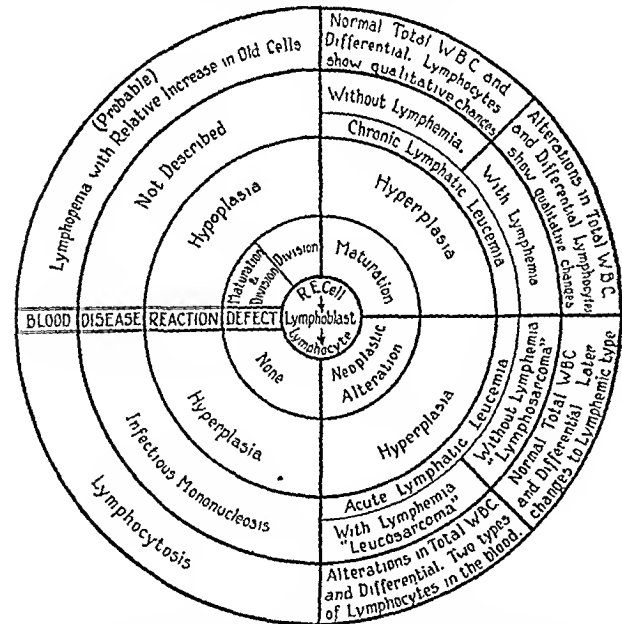 Normal Total WBC and
Differential. Lymphocytes
show qualitative changes
Alterations in Total WBC
and Differential Lymphocytes
show qualitative changes
(Probable)
Lymphopenia with Relative Increase in Old Cells
Without Lymphemia.
With Lymphemia
Chronic Lymphatic Leucemia
Not Described
Hypoplasia
Hyperplasia
Maturation
&
Division
Division
Maturation
R.E. Cell
Lymphoblast
Lymphocyte
BLOOD DISEASE REACTION DEFECT
None
Neoplastic
Alteration
Hyperplasia
Hyperplasia
Infectious Mononucleosis
Lymphocytosis
Acute Lymphatic Leucemia
Without Lymphemia
"Lymphosarcoma"
With Lymphemia
"Leucosarcoma"
Normal Total WBC
and Differential Later
changes to Lymphemic type
Alterations in Total WBC
and Differential. Two types
of Lymphocytes in the blood.